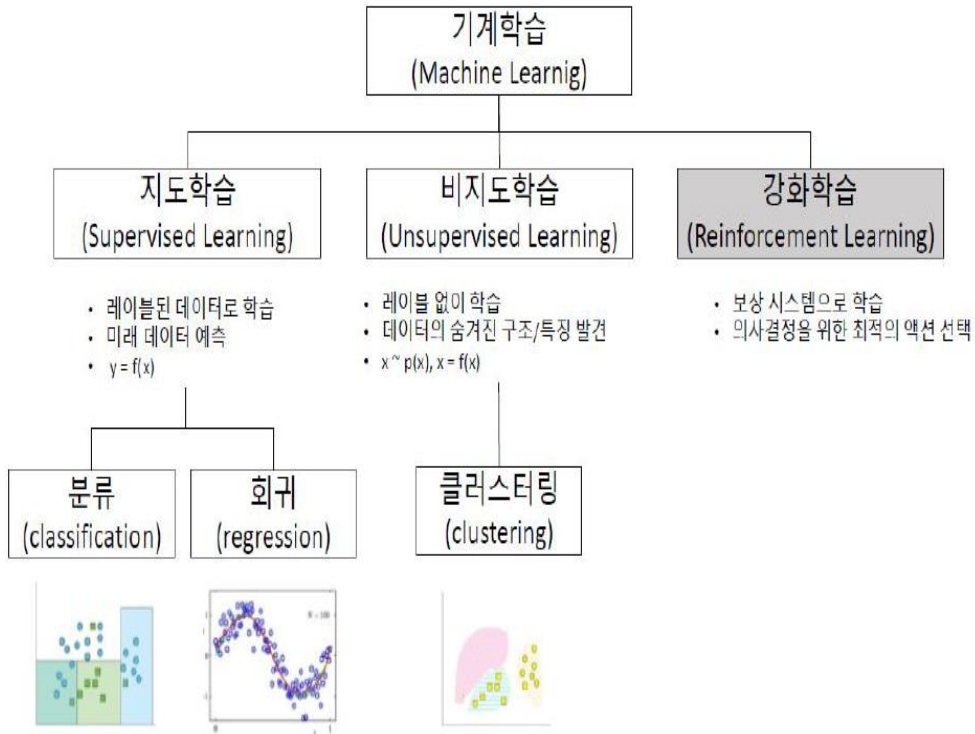 기계학습
(Machine Learnig)
지도학습
(Supervised Learning)
비지도학습
(Unsupervised Learning)
강화학습
(Reinforcement Learning)
• 레이블된 데이터로 학습
• 미래 데이터 예측
• y = f(x)
• 레이블 없이 학습
• 데이터의 숨겨진 구조/특징 발견
• x ~ p(x), x = f(x)
• 보상 시스템으로 학습
• 의사결정을 위한 최적의 액션 선택
분류
(classification)
회귀
(regression)
클러스터링
(clustering)
1
0
-1
0
1